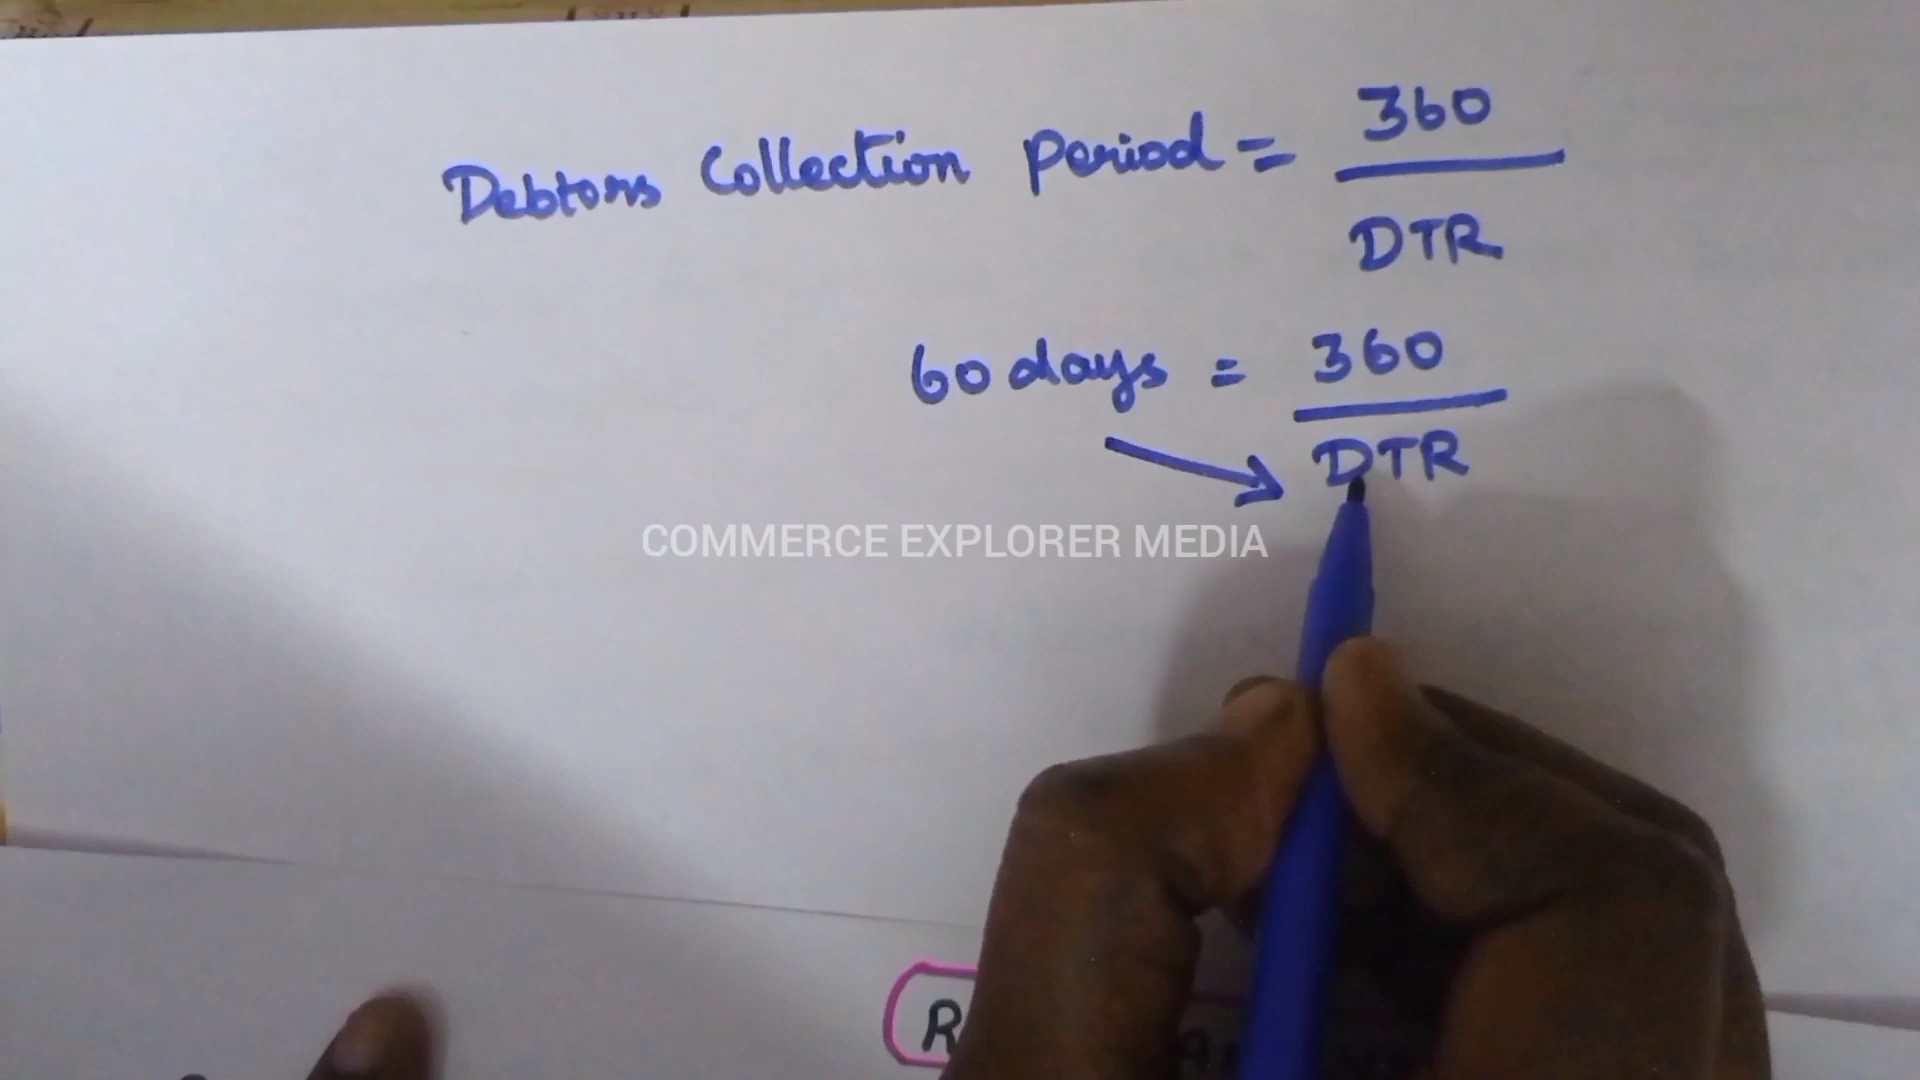 Debtors Collection Period = 360
DTR
60 days = 360
DTR
COMMERCE EXPLORER MEDIA